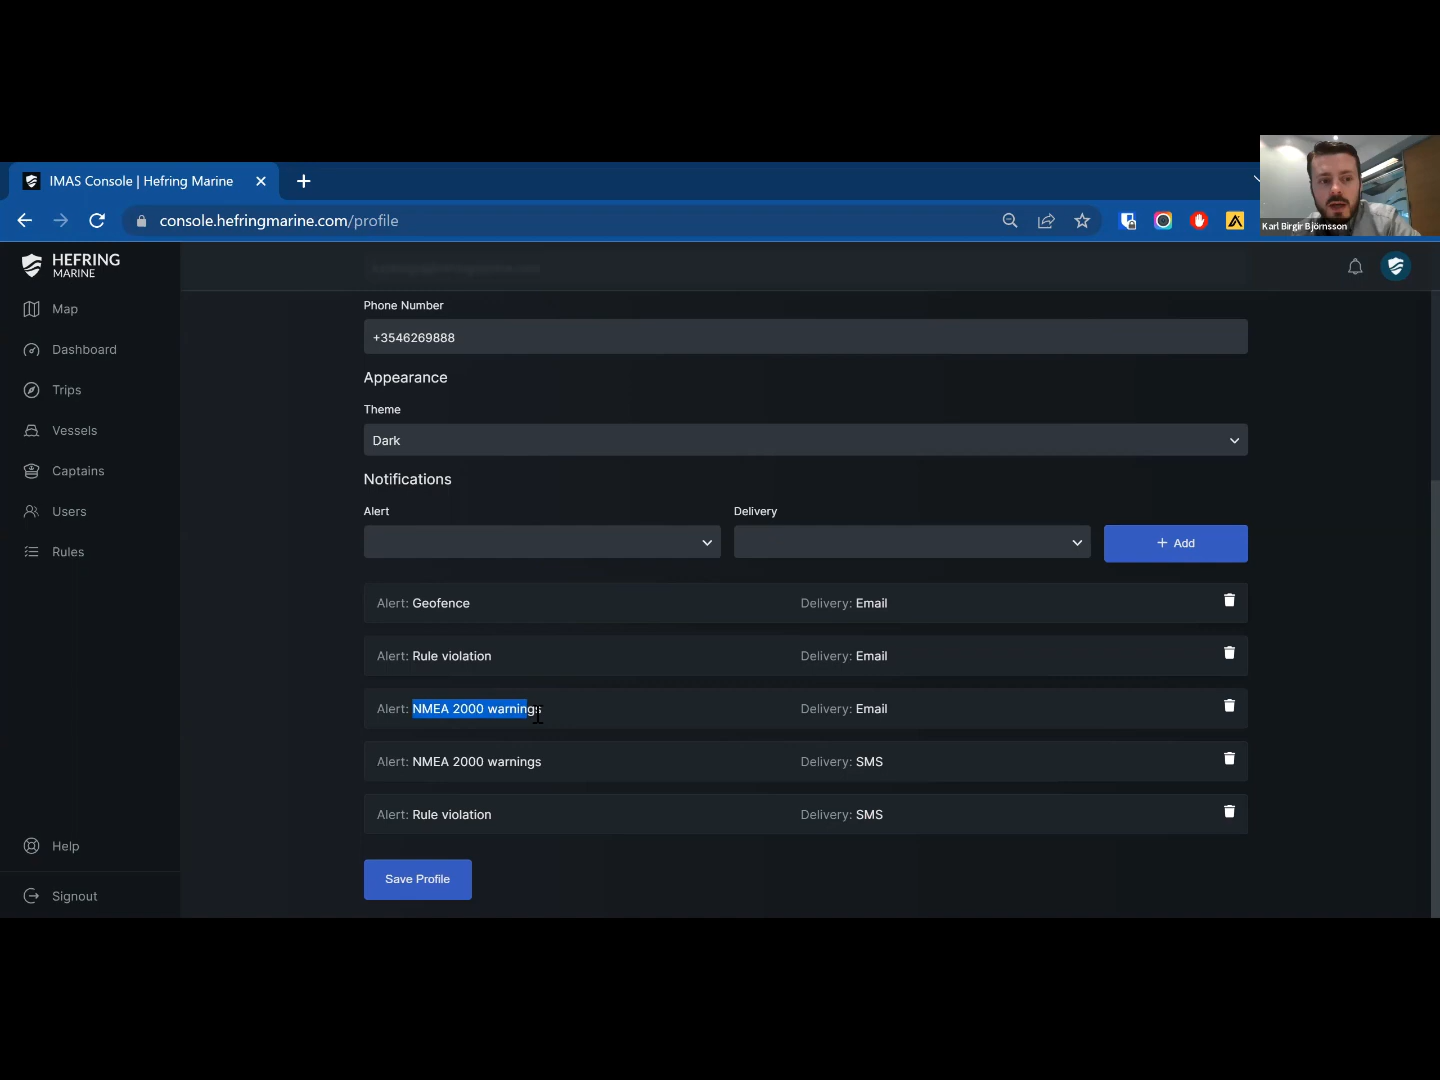 IMAS Console | Hefring Marine
console.hefringmarine.com/profile
Karl Birgir Björnsson
HEFRING
MARINE
Map
Dashboard
Trips
Vessels
Captains
Users
Rules
Help
Signout
Phone Number
+3546269888
Appearance
Theme
Dark
Notifications
Alert
Delivery
+ Add
Alert: Geofence Delivery: Email
Alert: Rule violation Delivery: Email
Alert: NMEA 2000 warnings Delivery: Email
Alert: NMEA 2000 warnings Delivery: SMS
Alert: Rule violation Delivery: SMS
Save Profile